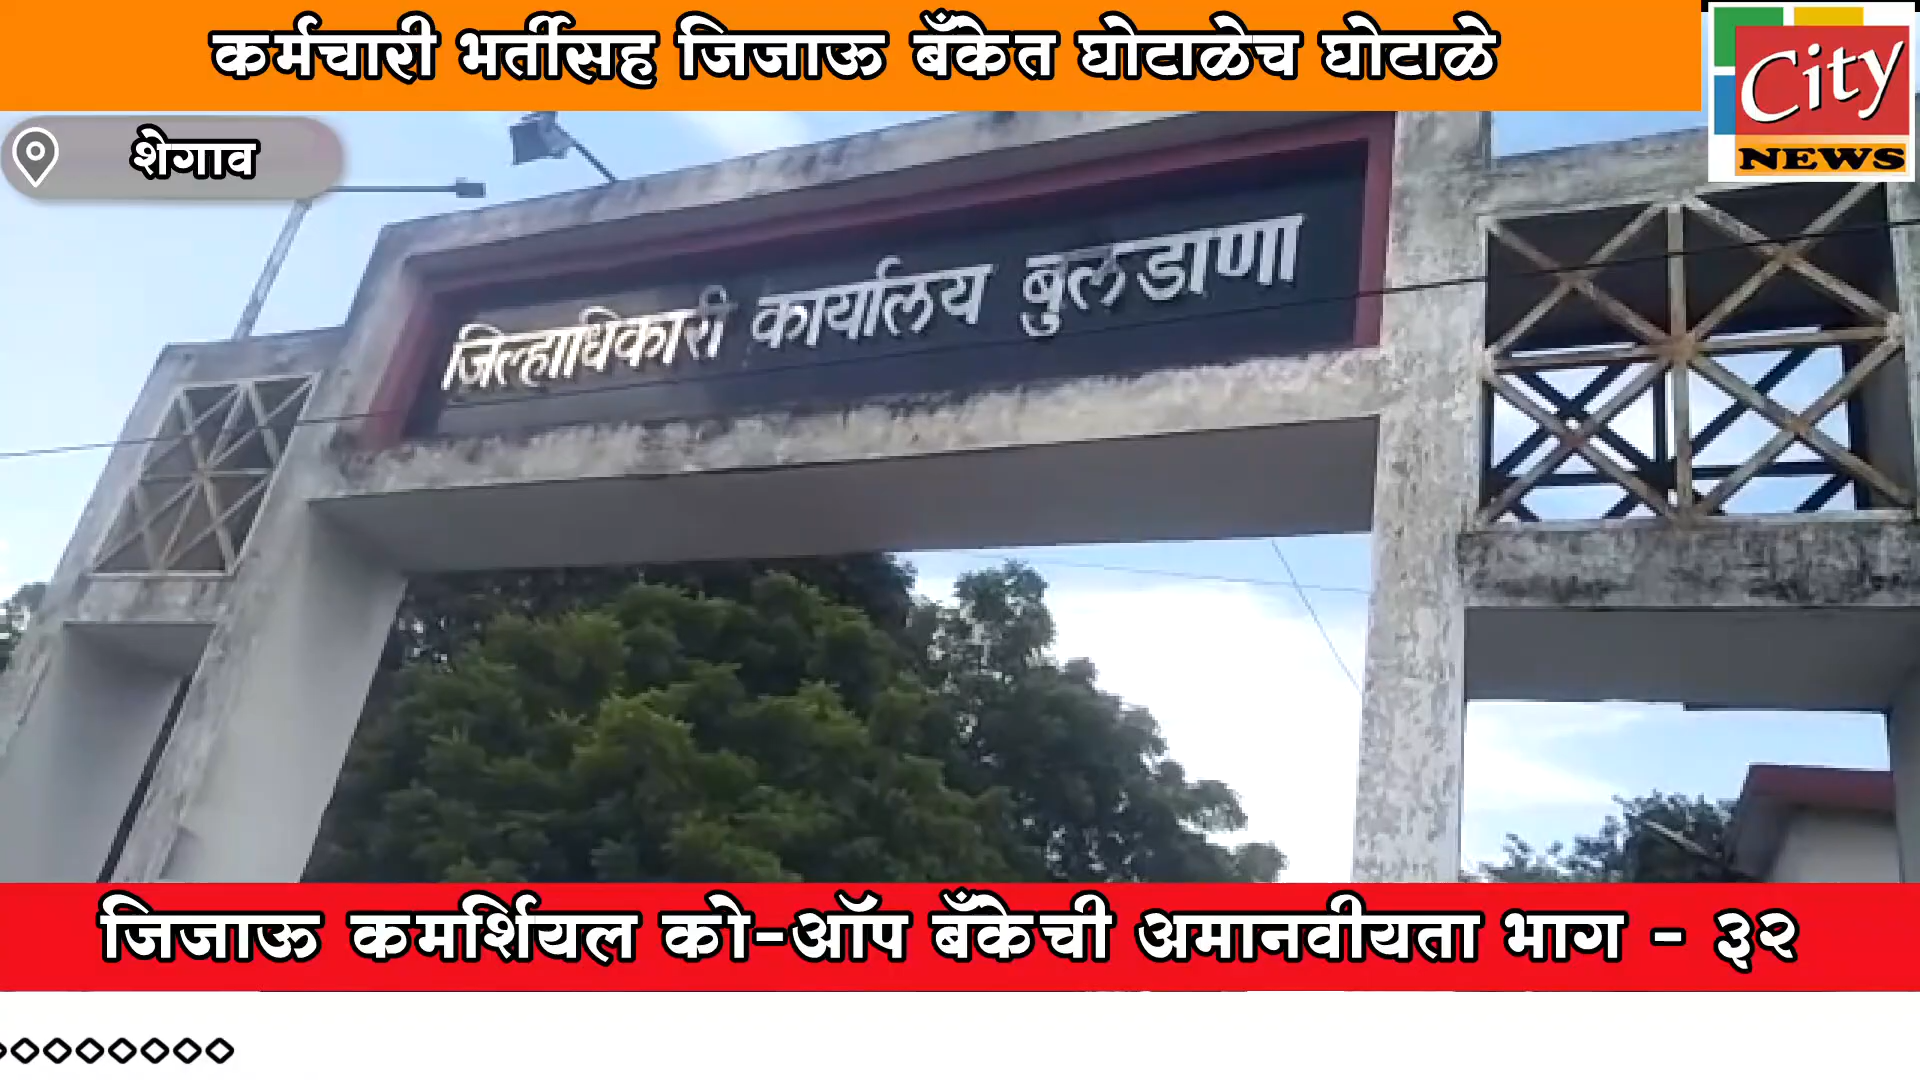 कर्मचारी भर्तीसह जिजाऊ बँकेत घोटाळेच घोटाळे
City
NEWS
शेगाव
जिल्हाधिकारी कार्यालय बुलडाणा
जिजाऊ कमर्शियल को-ऑप बँकेची अमानवीयता भाग - ३२